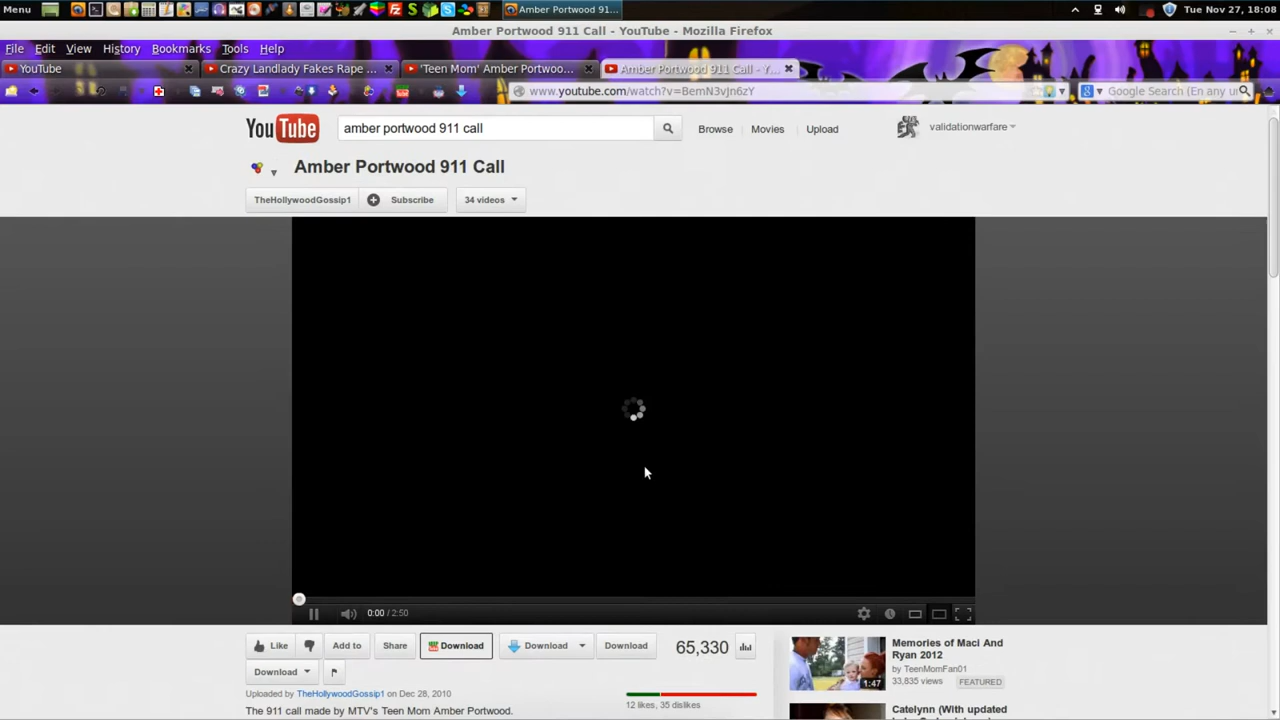 Menu
Amber Portwood 91...
Tue Nov 27, 18:08
Amber Portwood 911 Call - YouTube - Mozilla Firefox
File Edit View History Bookmarks Tools Help
YouTube
Crazy Landlady Fakes Rape ...
'Teen Mom' Amber Portwoo...
Amber Portwood 911 Call - Y...
www.youtube.com/watch?v=BemN3vJn6zY
Google Search (En any un
YouTube
amber portwood 911 call
Browse Movies Upload
validationwarfare
Amber Portwood 911 Call
TheHollywoodGossip1 Subscribe 34 videos
0:00 / 2:50
Like Add to Share Download Download Download 65,330
Download
Uploaded by TheHollywoodGossip1 on Dec 28, 2010
12 likes, 35 dislikes
The 911 call made by MTV's Teen Mom Amber Portwood.
1:47
Memories of Maci And
Ryan 2012
by TeenMomFan01
33,835 views FEATURED
Catelynn (With updated